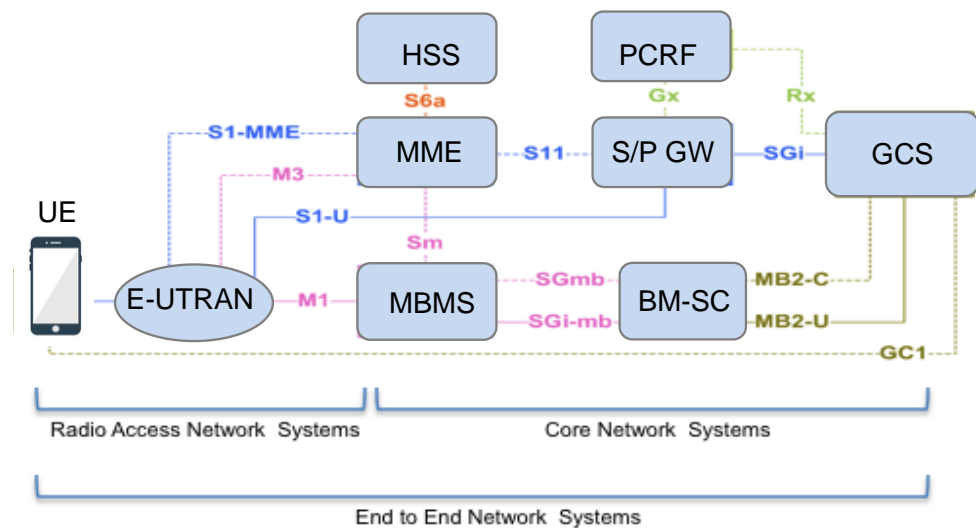 HSS
PCRF
S6a
Gx
Rx
S1-MME
MME
S11
S/P GW
SGi
GCS
M3
UE
S1-U
Sm
E-UTRAN
M1
MBMS
SGmb
SGi-mb
BM-SC
MB2-C
MB2-U
GC1
Radio Access Network Systems
Core Network Systems
End to End Network Systems